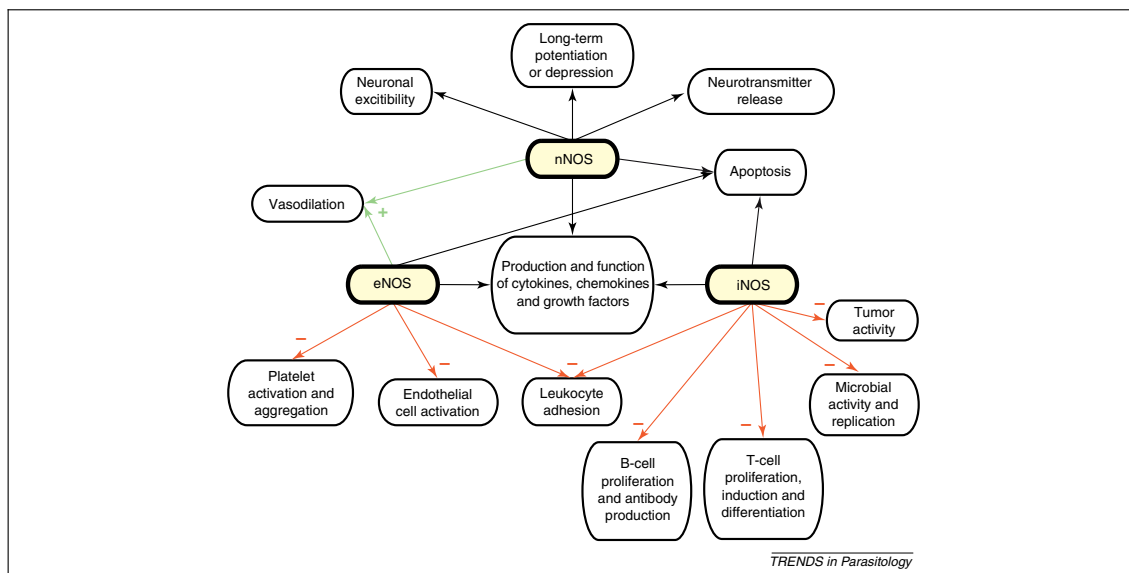 Long-term
potentiation
or depression
Neuronal
excitibility
Neurotransmitter
release
nNOS
Apoptosis
Vasodilation
+
eNOS
Production and function
of cytokines, chemokines
and growth factors
iNOS
–
Tumor
activity
–
–
–
–
Platelet
activation and
aggregation
Endothelial
cell activation
Leukocyte
adhesion
Microbial
activity and
replication
–
–
B-cell
proliferation
and antibody
production
T-cell
proliferation,
induction and
differentiation
TRENDS in Parasitology